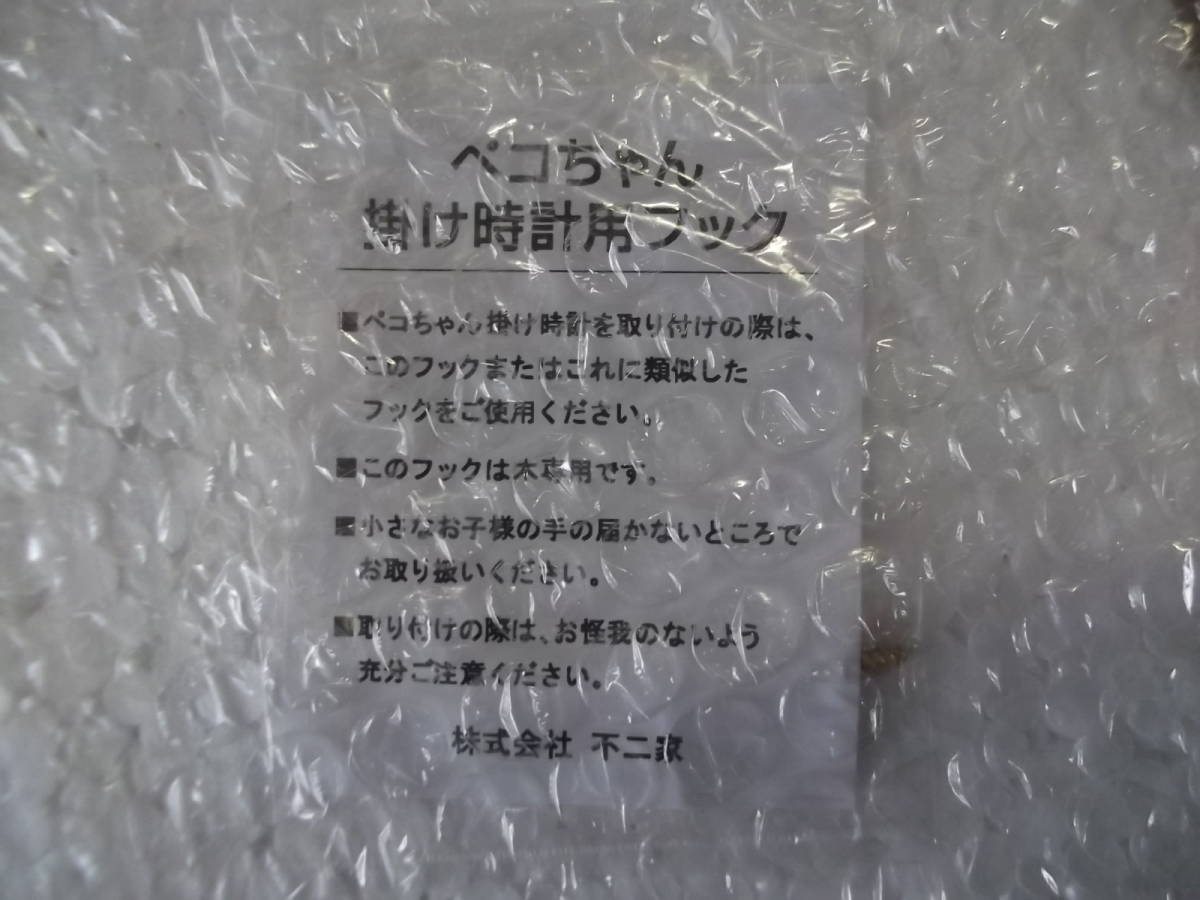 ペコちゃん
掛け時計用フック
■ペコちゃん掛け時計を取り付けの際は、
このフックまたはこれに類似した
フックをご使用ください。
■このフックは木専用です。
■小さなお子様の手の届かないところで
お取り扱いください。
■取り付けの際は、お怪我のないよう
充分ご注意ください。
株式会社 不二家